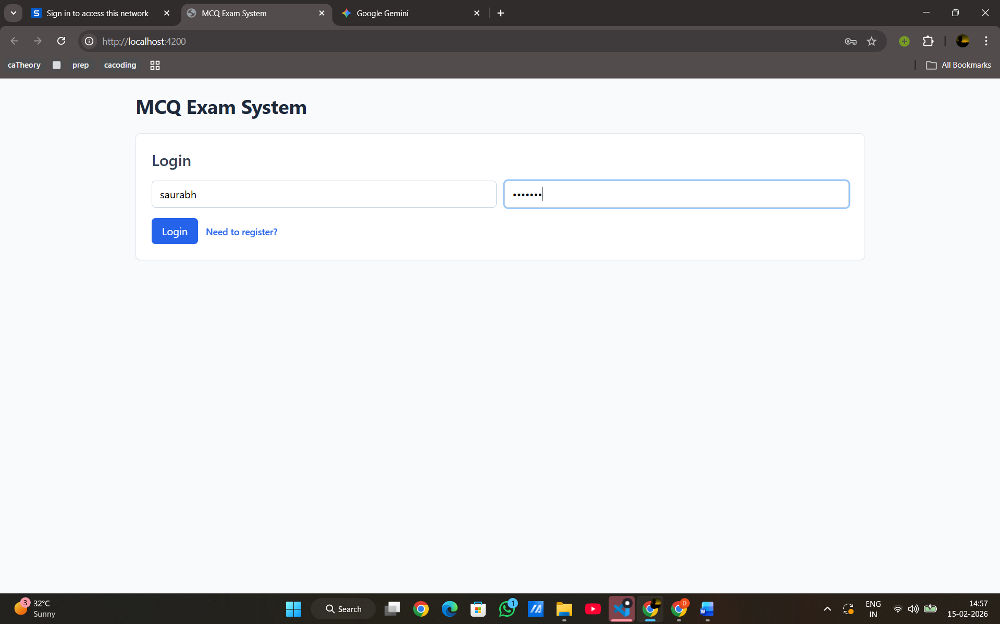 Sign in to access this network
MCQ Exam System
Google Gemini
http://localhost:4200
caTheory
prep
cacoding
All Bookmarks
MCQ Exam System
Login
saurabh
•••••••
Login
Need to register?
3
32°C
Sunny
Search
1
D
ENG
IN
14:57
15-02-2026